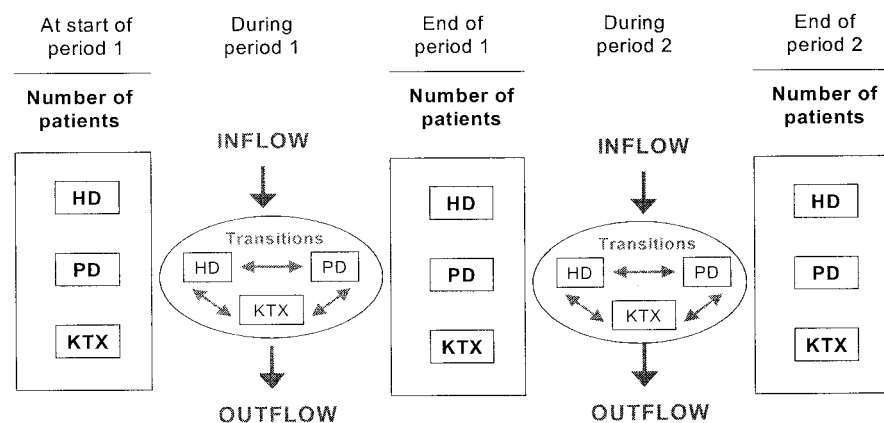 At start of
period 1
During
period 1
End of
period 1
During
period 2
End of
period 2
Number of
patients
Number of
patients
Number of
patients
HD
PD
KTX
INFLOW
Transitions
HD
PD
KTX
OUTFLOW
HD
PD
KTX
INFLOW
Transitions
HD
PD
KTX
OUTFLOW
HD
PD
KTX